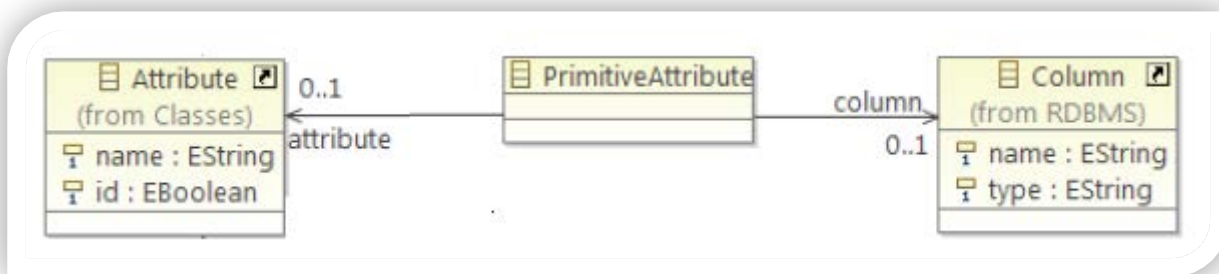 Attribute
(from Classes)
name : EString
id : EBoolean
0..1
attribute
PrimitiveAttribute
column
0..1
Column
(from RDBMS)
name : EString
type : EString